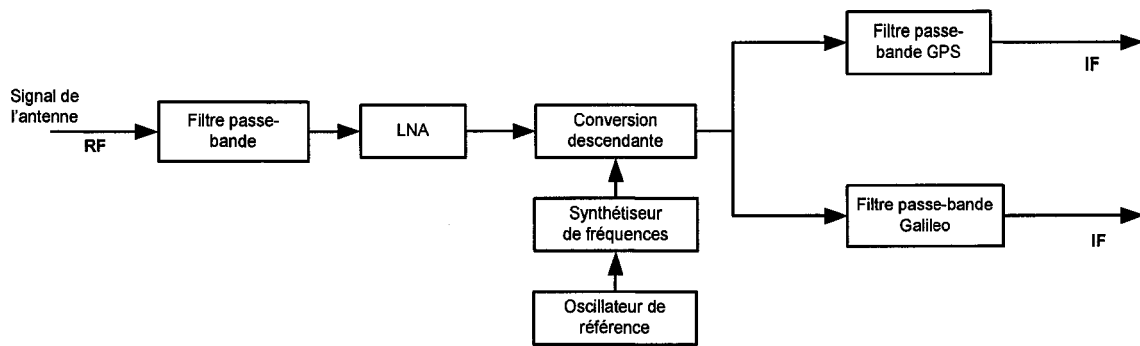 Signal de
l'antenne
RF
Filtre passe-
bande
LNA
Conversion
descendante
Synthétiseur
de fréquences
Oscillateur de
référence
Filtre passe-
bande GPS
IF
Filtre passe-bande
Galileo
IF